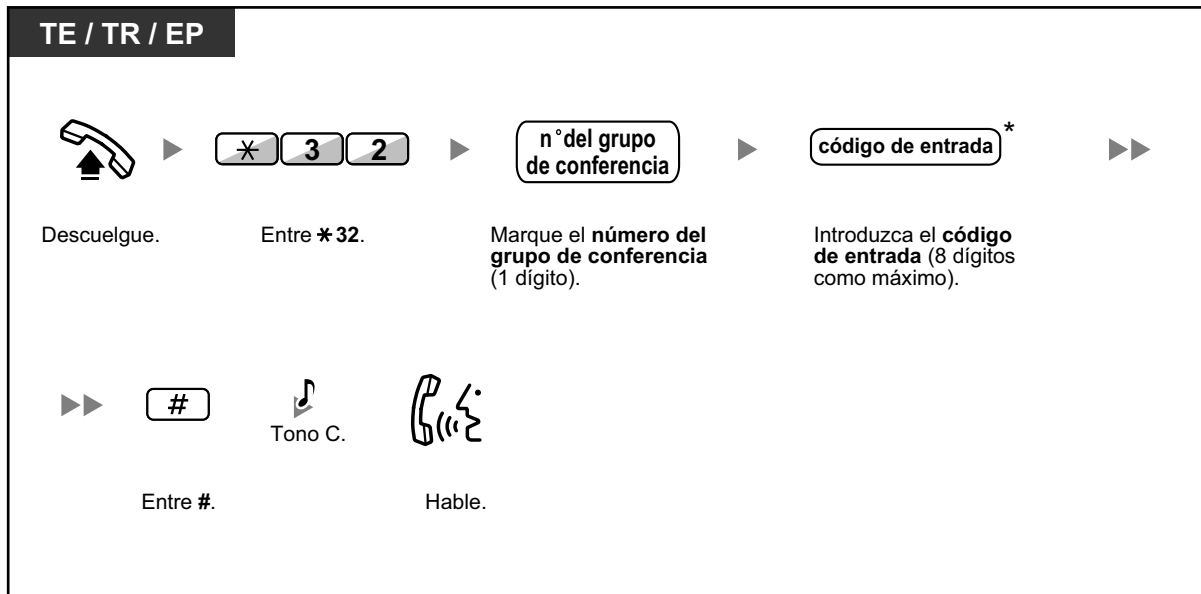 TE / TR / EP
* 3 2
n°del grupo
de conferencia
código de entrada
*
Descuelgue.
Entre *32.
Marque el número del
grupo de conferencia
(1 dígito).
Introduzca el código
de entrada (8 dígitos
como máximo).
#
Tono C.
Entre #.
Hable.